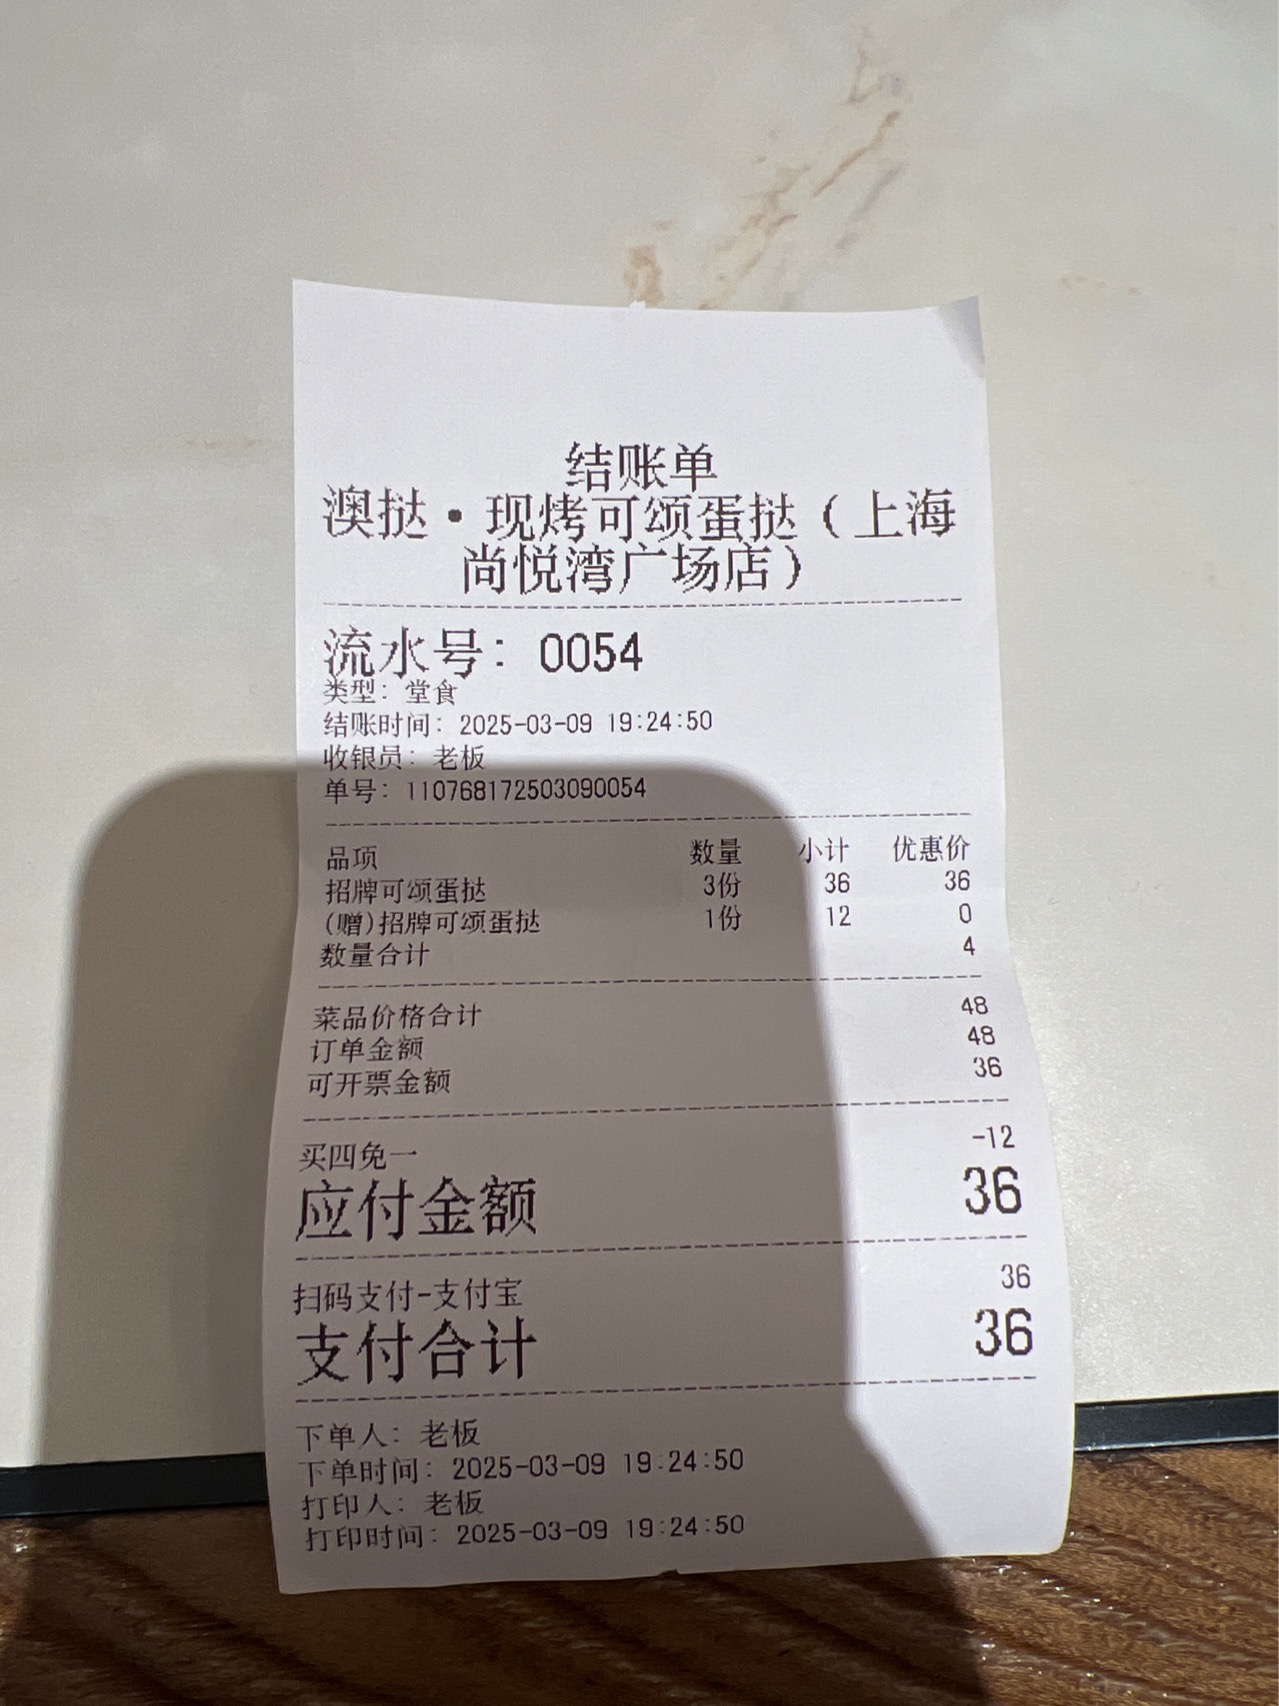 结账单
澳挞·现烤可颂蛋挞（上海
尚悦湾广场店）
流水号：0054
类型：堂食
结账时间：2025-03-09 19:24:50
收银员：老板
单号：110768172503090054
品项 数量 小计 优惠价
招牌可颂蛋挞 3份 36 36
(赠)招牌可颂蛋挞 1份 12 0
数量合计 4
菜品价格合计 48
订单金额 48
可开票金额 36
买四免一 -12
应付金额 36
扫码支付-支付宝 36
支付合计 36
下单人：老板
下单时间：2025-03-09 19:24:50
打印人：老板
打印时间：2025-03-09 19:24:50